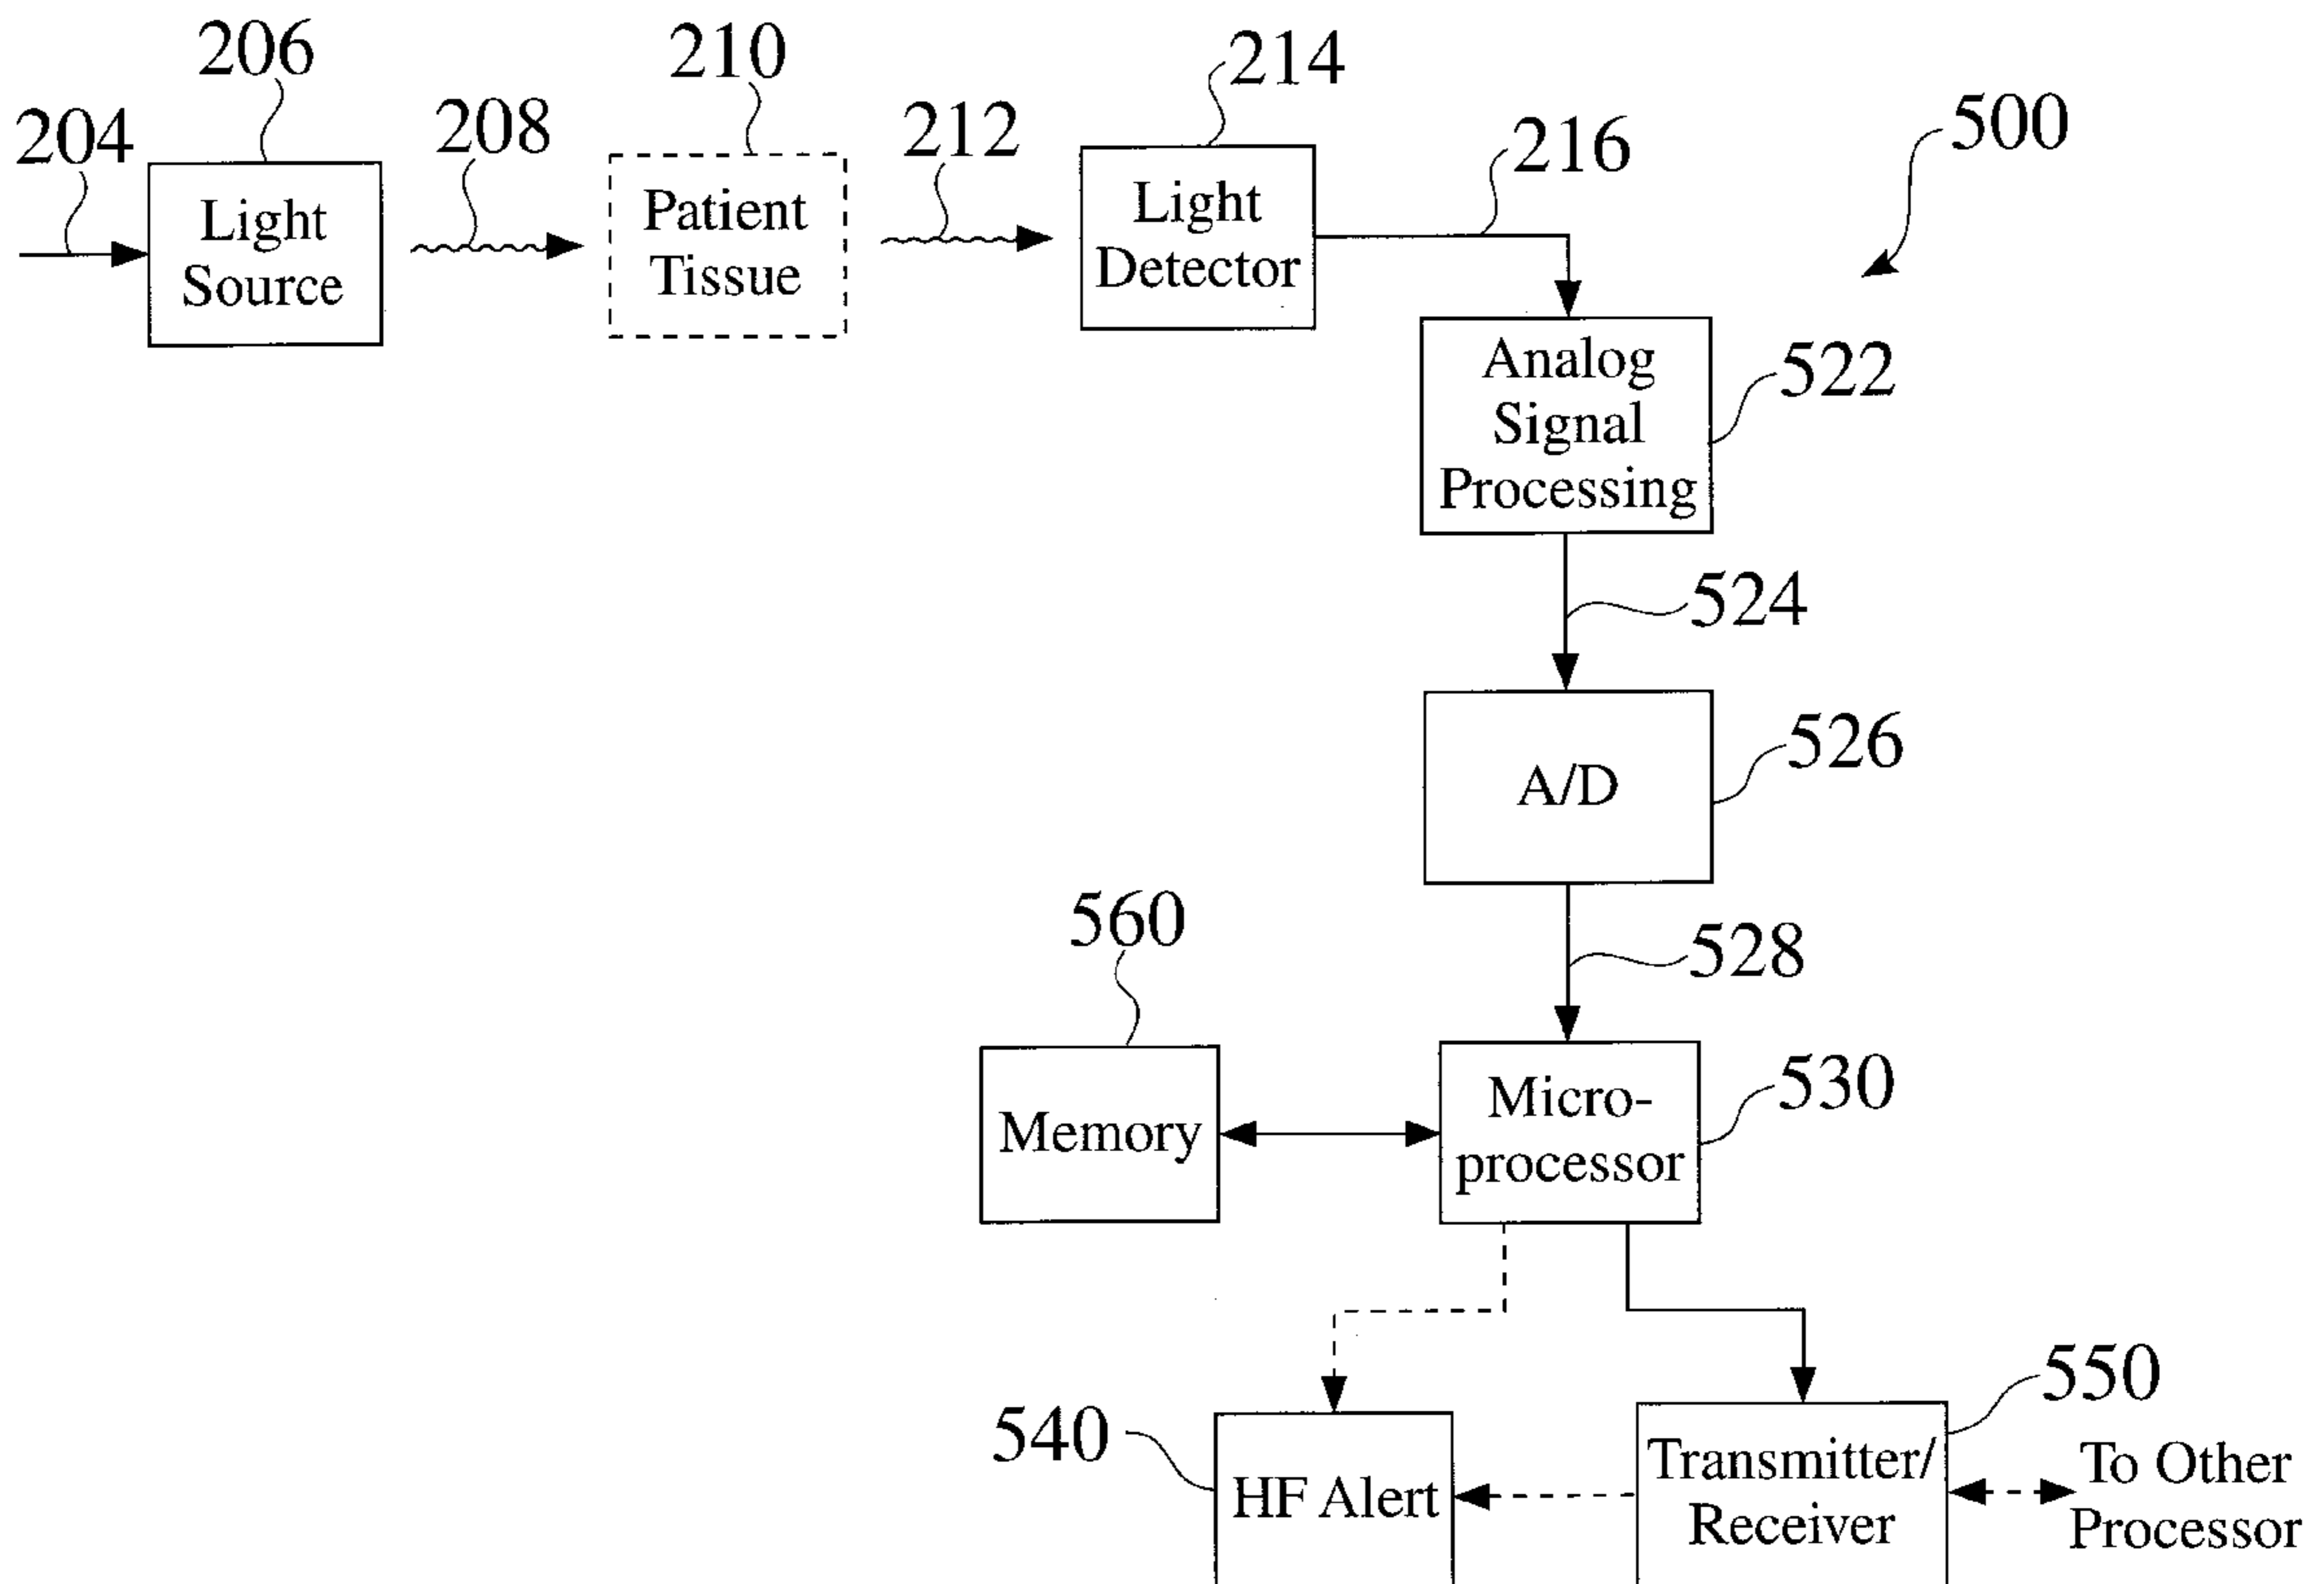 206
210
214
204
208
212
216
500
Light
Source
Patient
Tissue
Light
Detector
Analog
Signal
Processing
522
524
A/D
526
528
560
Memory
Micro-
processor
530
540
HF Alert
Transmitter/
Receiver
550
To Other
Processor